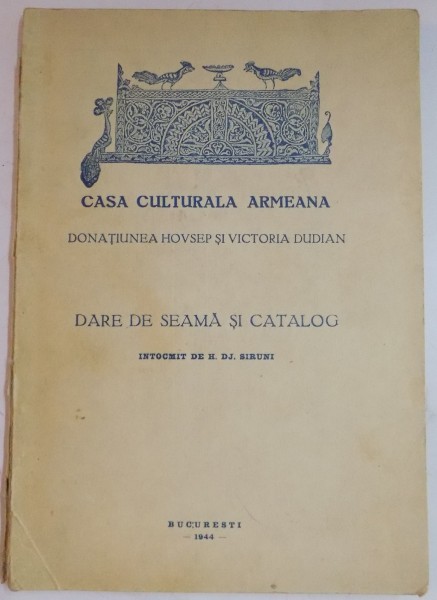 CASA CULTURALA ARMEANA
DONAȚIUNEA HOVSEP ȘI VICTORIA DUDIAN
DARE DE SEAMĂ ȘI CATALOG
INTOCMIT DE H. DJ. SIRUNI
BUCUREȘTI
— 1944 —